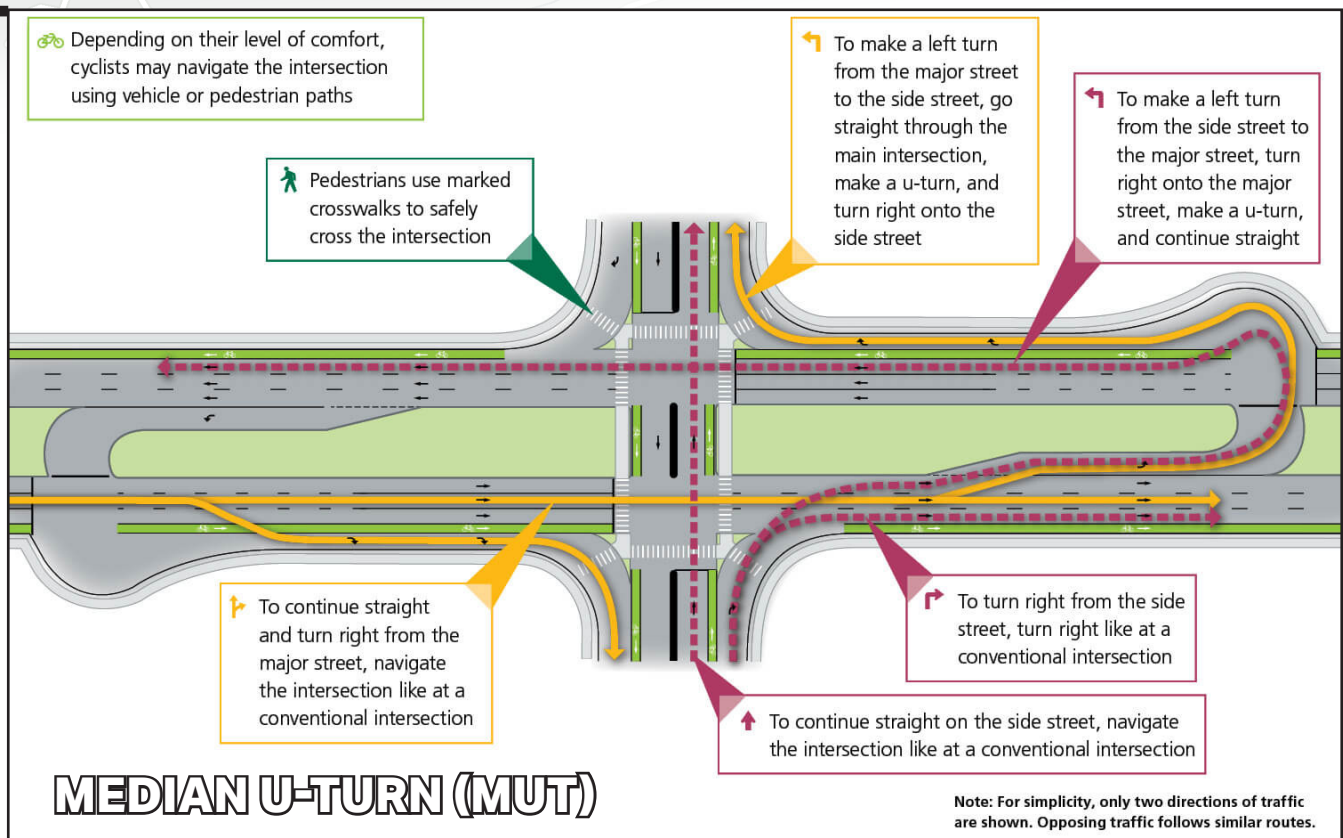 Depending on their level of comfort,
cyclists may navigate the intersection
using vehicle or pedestrian paths
Pedestrians use marked
crosswalks to safely
cross the intersection
To make a left turn
from the major street
to the side street, go
straight through the
main intersection,
make a u-turn, and
turn right onto the
side street
To make a left turn
from the side street to
the major street, turn
right onto the major
street, make a u-turn,
and continue straight
To continue straight
and turn right from the
major street, navigate
the intersection like at a
conventional intersection
To turn right from the side
street, turn right like at a
conventional intersection
To continue straight on the side street, navigate
the intersection like at a conventional intersection
MEDIAN U-TURN (MUT)
Note: For simplicity, only two directions of traffic
are shown. Opposing traffic follows similar routes.